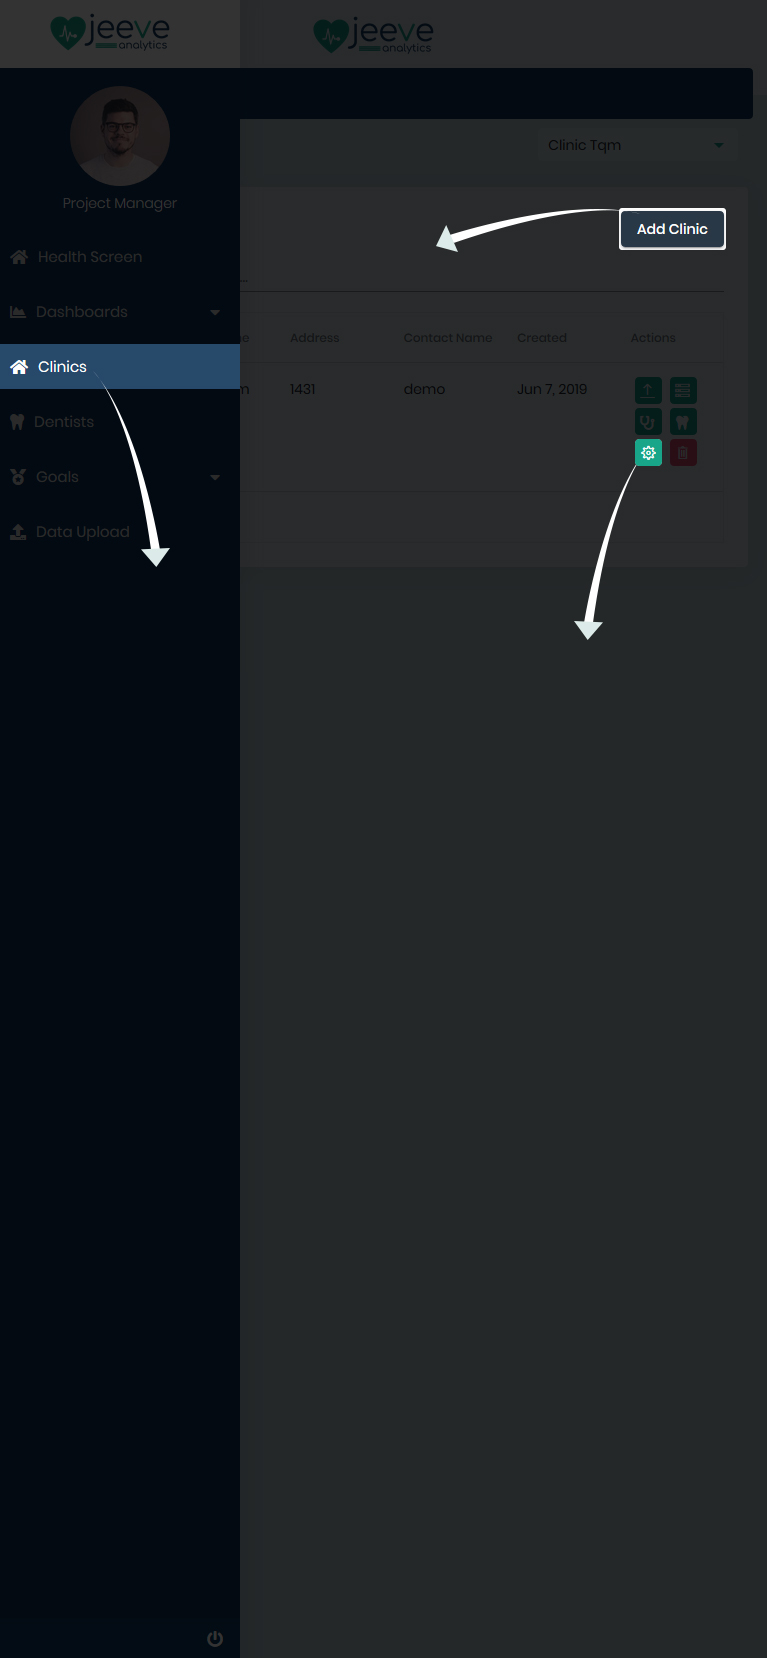 jeeve
analytics
jeeve
analytics
Clinic Tqm
Project Manager
Add Clinic
Health Screen
Dashboards
e Address Contact Name Created Actions
Clinics
m 1431 demo Jun 7, 2019
Dentists
Goals
Data Upload